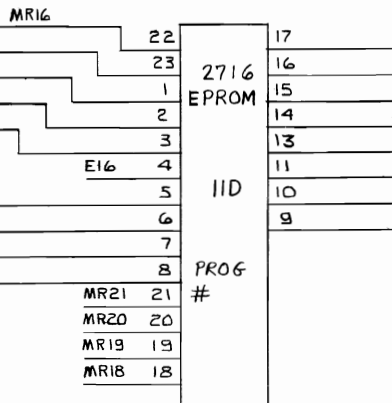 MR16
22 17
23 2716 16
1 EPROM 15
2 14
3 13
E16 4 11
5 11D 10
6 9
7
8 PROG
MR21 21 #
MR20 20
MR19 19
MR18 18